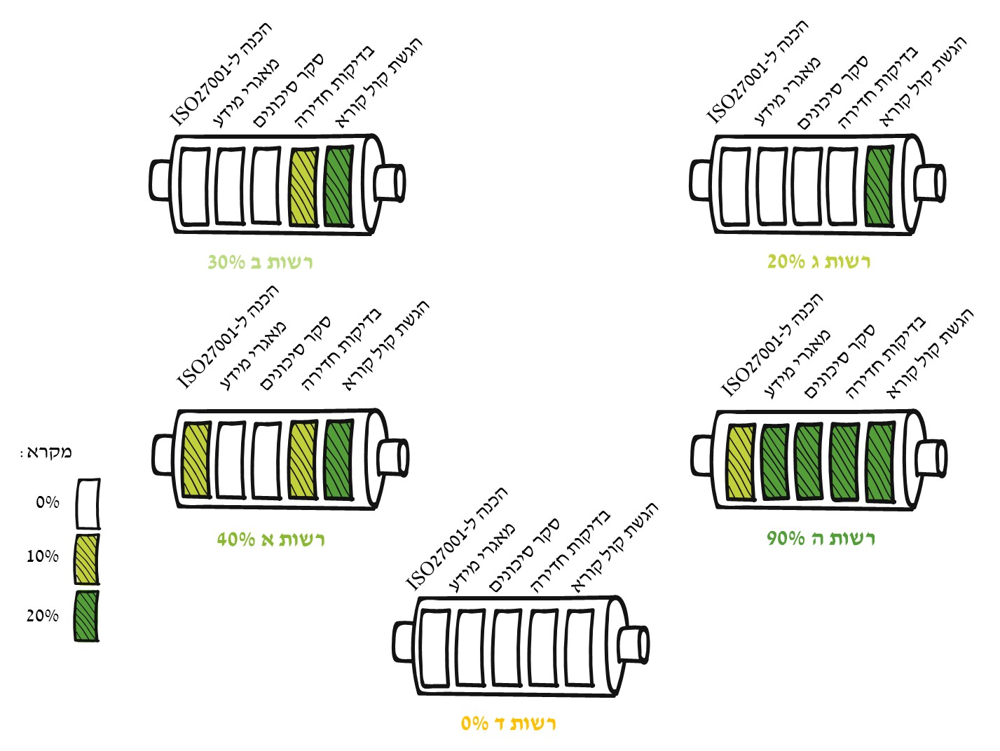 הכנה ל-ISO27001
מאגרי מידע
סקר סיכונים
בדיקות חדירה
הגשת קול קורא
רשות ג 20%
הכנה ל-ISO27001
מאגרי מידע
סקר סיכונים
בדיקות חדירה
הגשת קול קורא
רשות ב 30%
הכנה ל-ISO27001
מאגרי מידע
סקר סיכונים
בדיקות חדירה
הגשת קול קורא
רשות ה 90%
הכנה ל-ISO27001
מאגרי מידע
סקר סיכונים
בדיקות חדירה
הגשת קול קורא
רשות א 40%
הכנה ל-ISO27001
מאגרי מידע
סקר סיכונים
בדיקות חדירה
הגשת קול קורא
רשות ד 0%
מקרא:
0%
10%
20%